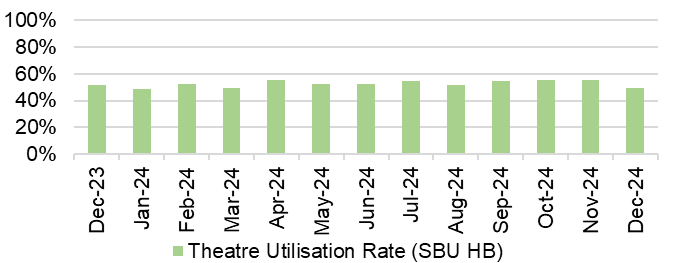 100%
80%
60%
40%
20%
0%
Dec-23
Jan-24
Feb-24
Mar-24
Apr-24
May-24
Jun-24
Jul-24
Aug-24
Sep-24
Oct-24
Nov-24
Dec-24
Theatre Utilisation Rate (SBU HB)